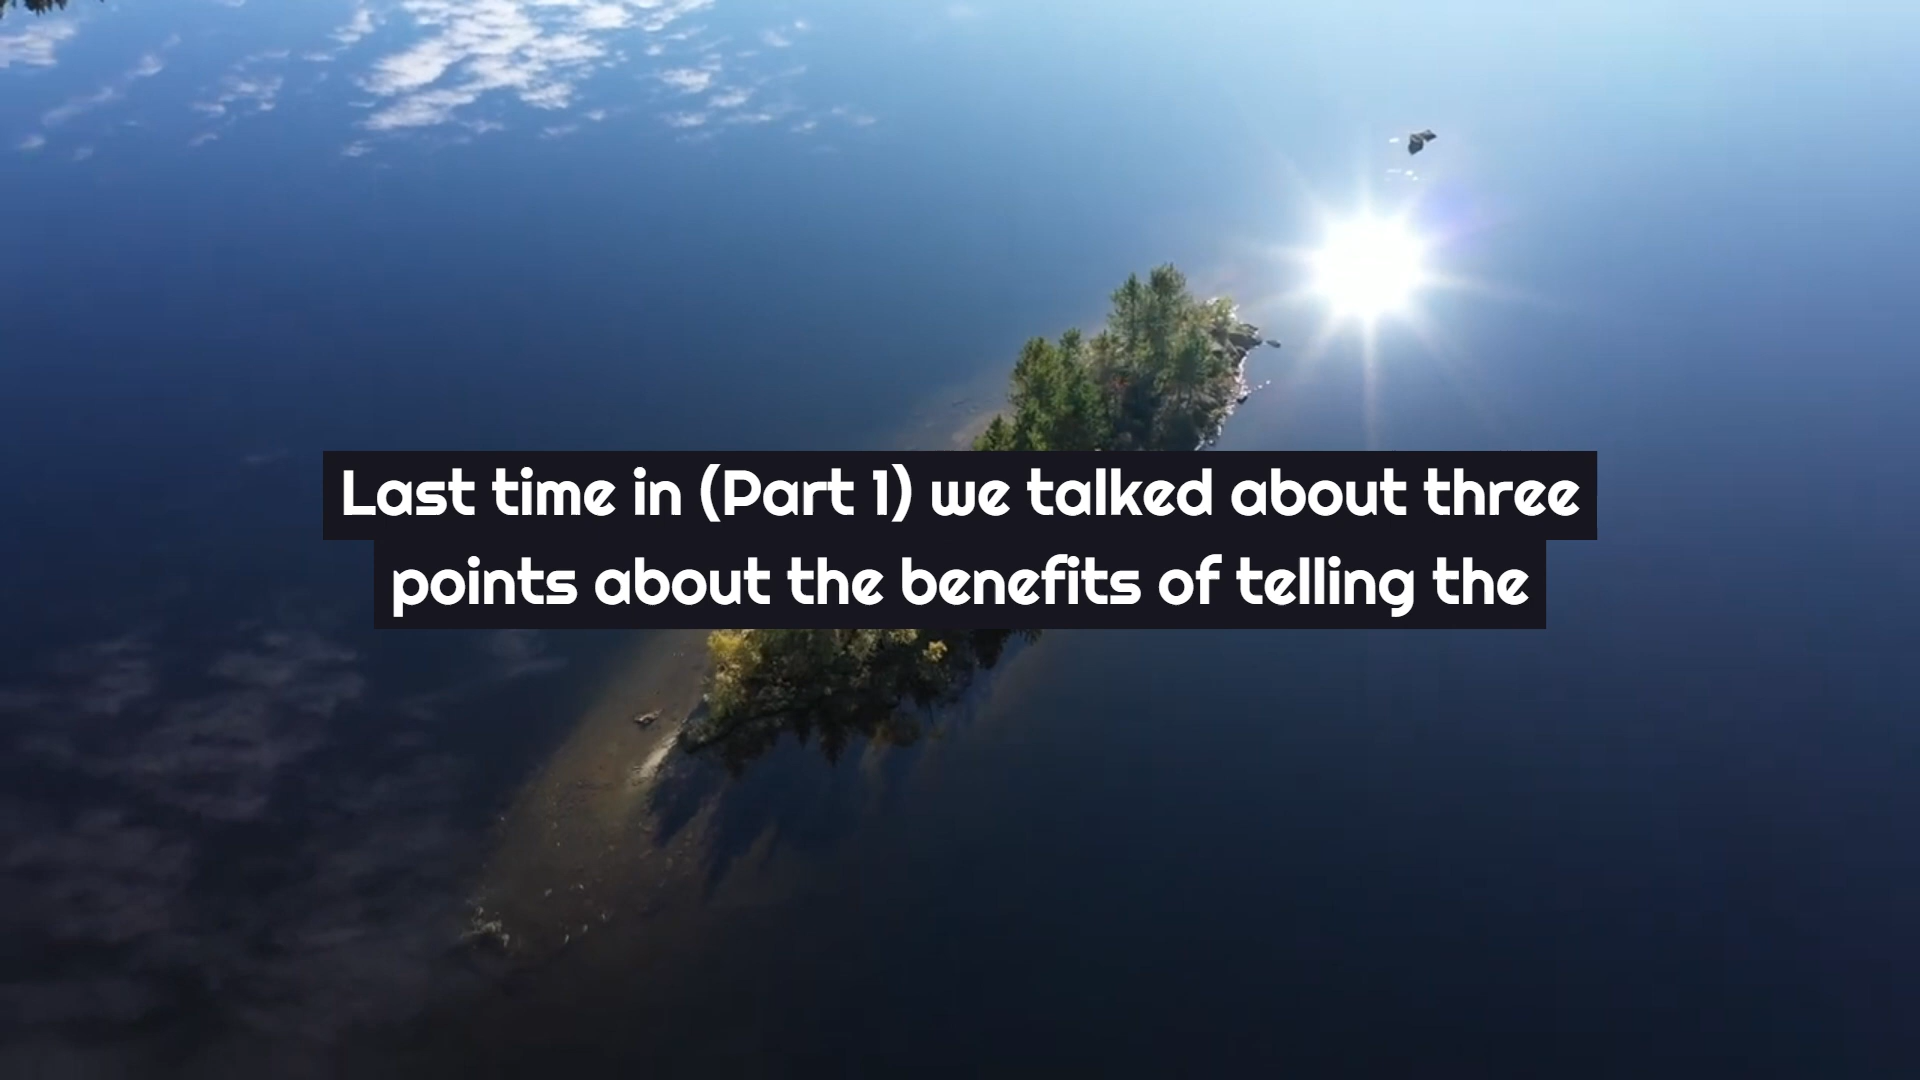 Last time in (Part 1) we talked about three
points about the benefits of telling the